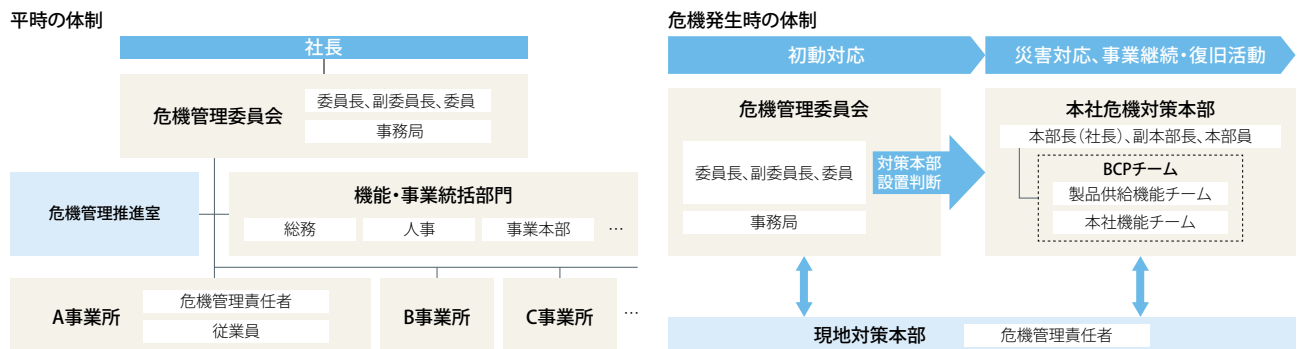 平時の体制
社長
危機管理委員会
委員長、副委員長、委員
事務局
危機管理推進室
機能・事業統括部門
総務
人事
事業本部
…
A事業所
危機管理責任者
従業員
B事業所
C事業所
…
危機発生時の体制
初動対応
災害対応、事業継続・復旧活動
危機管理委員会
委員長、副委員長、委員
事務局
対策本部
設置判断
本社危機対策本部
本部長（社長）、副本部長、本部員
BCPチーム
製品供給機能チーム
本社機能チーム
現地対策本部
危機管理責任者